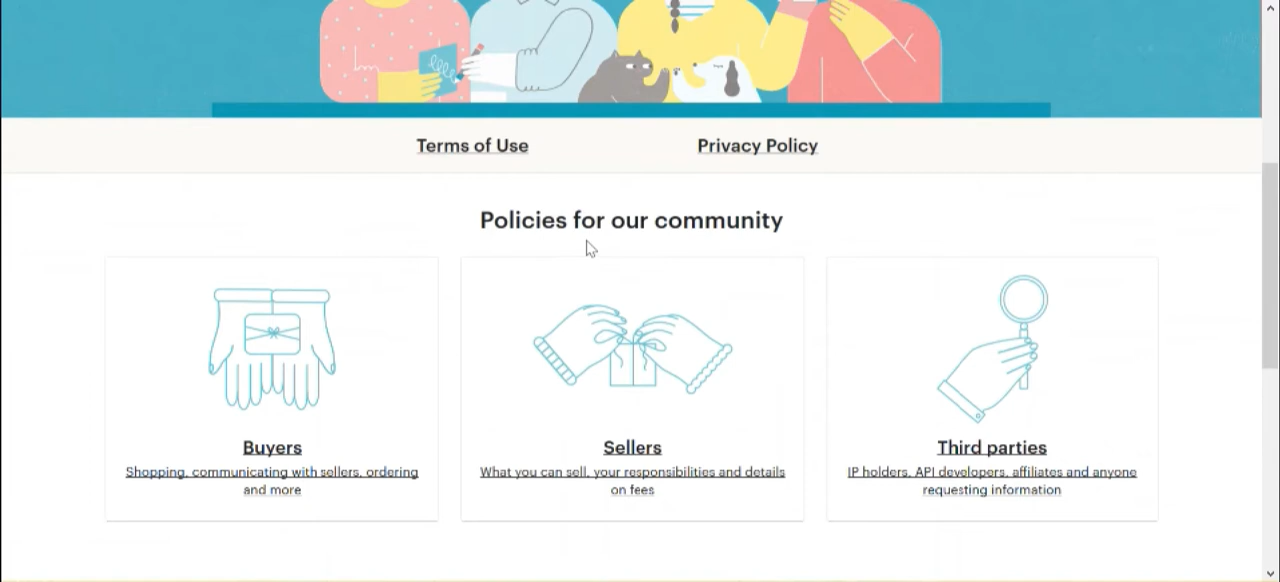 Terms of Use
Privacy Policy
Policies for our community
Buyers
Shopping, communicating with sellers, ordering
and more
Sellers
What you can sell, your responsibilities and details
on fees
Third parties
IP holders, API developers, affiliates and anyone
requesting information